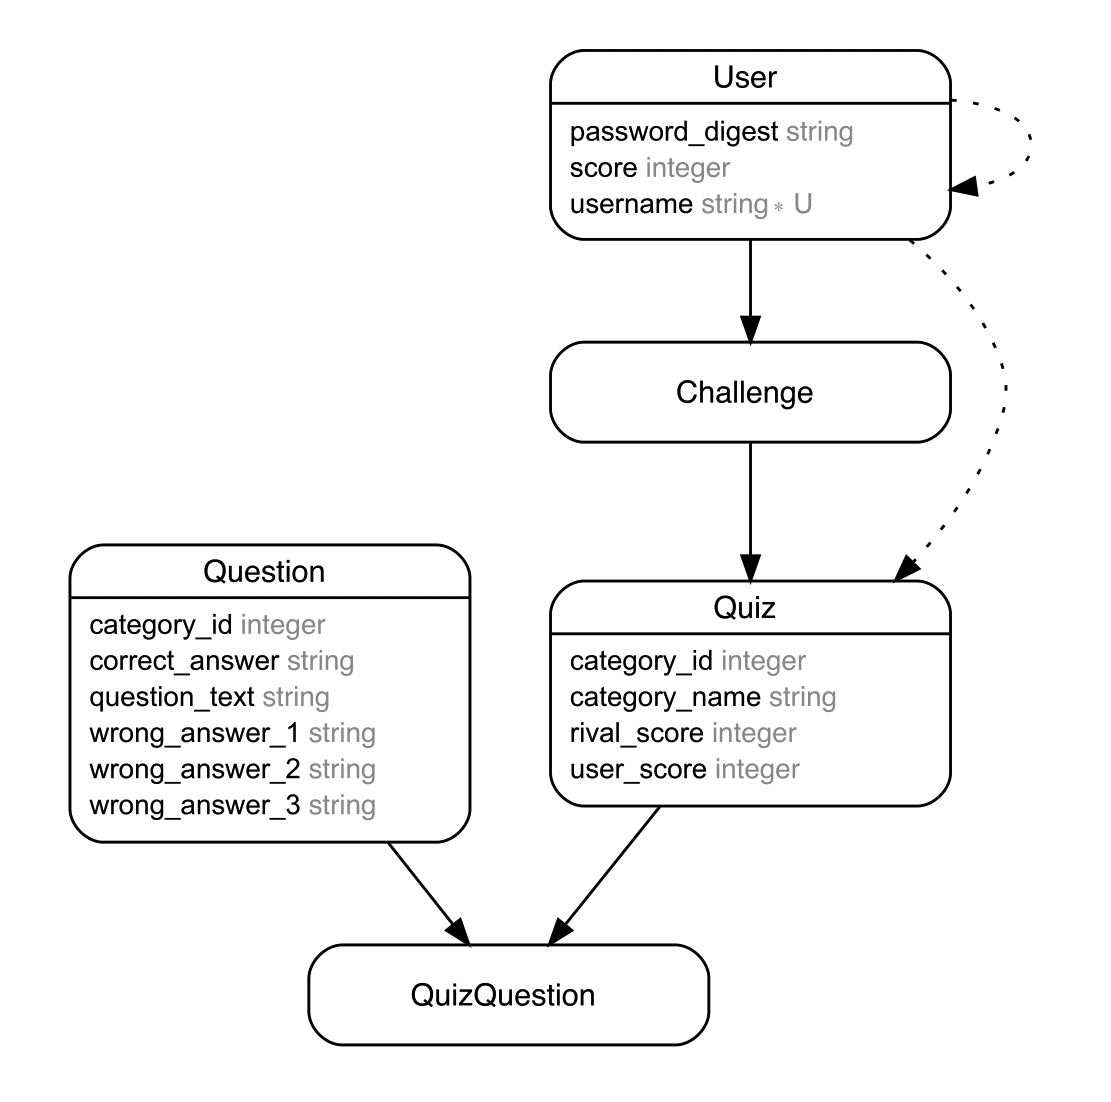 User
password_digest string
score integer
username string∗ U
Challenge
Question
category_id integer
correct_answer string
question_text string
wrong_answer_1 string
wrong_answer_2 string
wrong_answer_3 string
Quiz
category_id integer
category_name string
rival_score integer
user_score integer
QuizQuestion